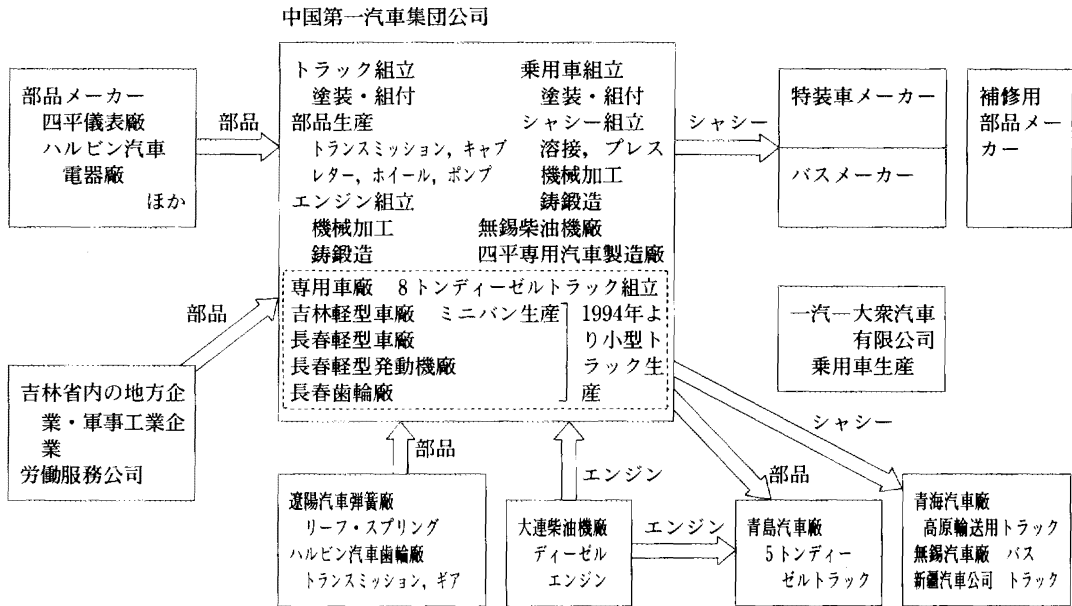 中国第一汽車集団公司
部品メーカー
四平儀表廠
ハルビン汽車
電器廠
ほか
部品
トラック組立
塗装・組付
部品生産
トランスミッション，キャブ
レター，ホイール，ポンプ
エンジン組立
機械加工
鋳鍛造
乗用車組立
塗装・組付
シャシー組立
溶接，プレス
機械加工
鋳鍛造
無錫柴油機廠
四平専用汽車製造廠
専用車廠 8トンディーゼルトラック組立
吉林軽型車廠 ミニバン生産
長春軽型車廠
長春軽型発動機廠
長春歯輪廠
1994年よ
り小型ト
ラック生
産
シャシー
特装車メーカー
バスメーカー
補修用
部品メー
カー
一汽一大衆汽車
有限公司
乗用車生産
部品
吉林省内の地方企
業・軍事工業企
業
労働服務公司
部品
エンジン
部品
シャシー
遼陽汽車弾簧廠
リーフ・スプリング
ハルビン汽車歯輪廠
トランスミッション，ギア
大連柴油機廠
ディーゼル
エンジン
エンジン
青島汽車廠
5トンディー
ゼルトラック
青海汽車廠
高原輸送用トラック
無錫汽車廠 バス
新疆汽車公司 トラック